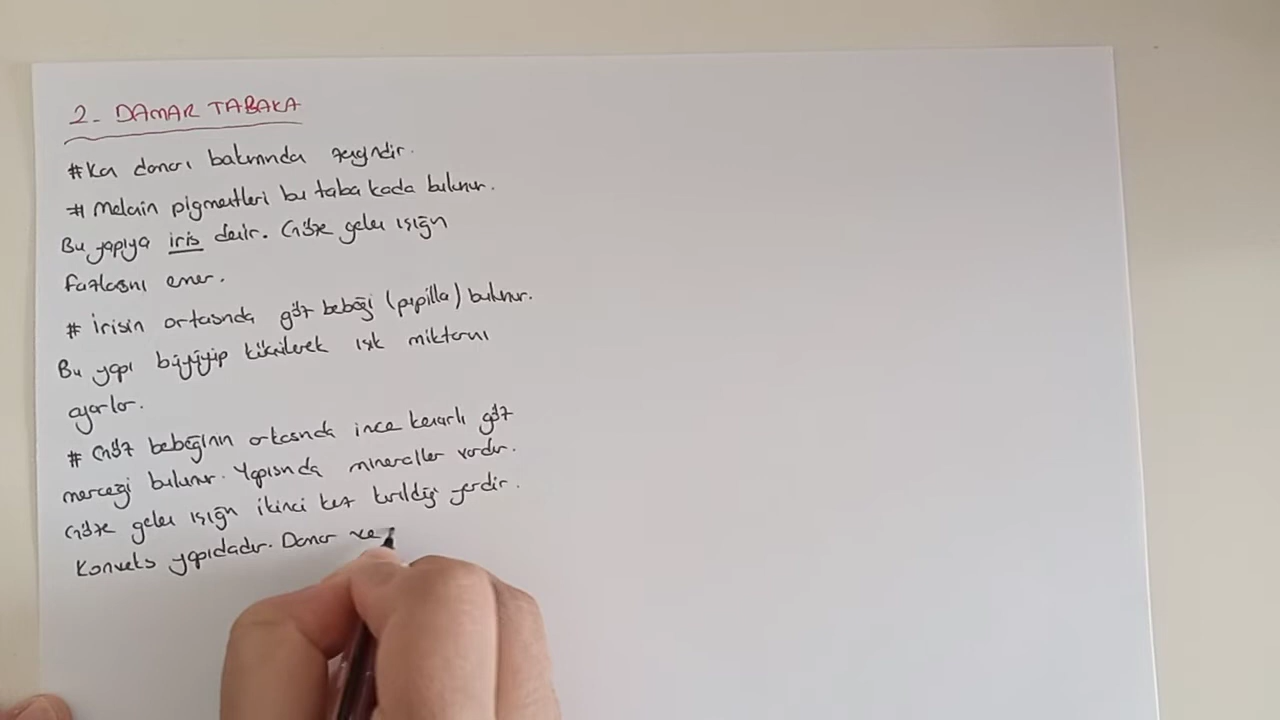 2- DAMAR TABAKA
#Kan damarı bakımında zengindir.
# Melanin pigmentleri bu tabakada bulunur.
Bu yapıya iris denir. Göze gelen ışığın
fazlasını emer.
# İrisin ortasında göz bebeği (pupilla) bulunur.
Bu yapı büyüyüp küçülerek ışık miktarını
ayarlar.
# Göz bebeğinin ortasında ince kenarlı göz
merceği bulunur. Yapısında mineraller vardır.
Göze gelen ışığın ikinci kez kırıldığı yerdir.
Konveks yapıdadır. Damar ve